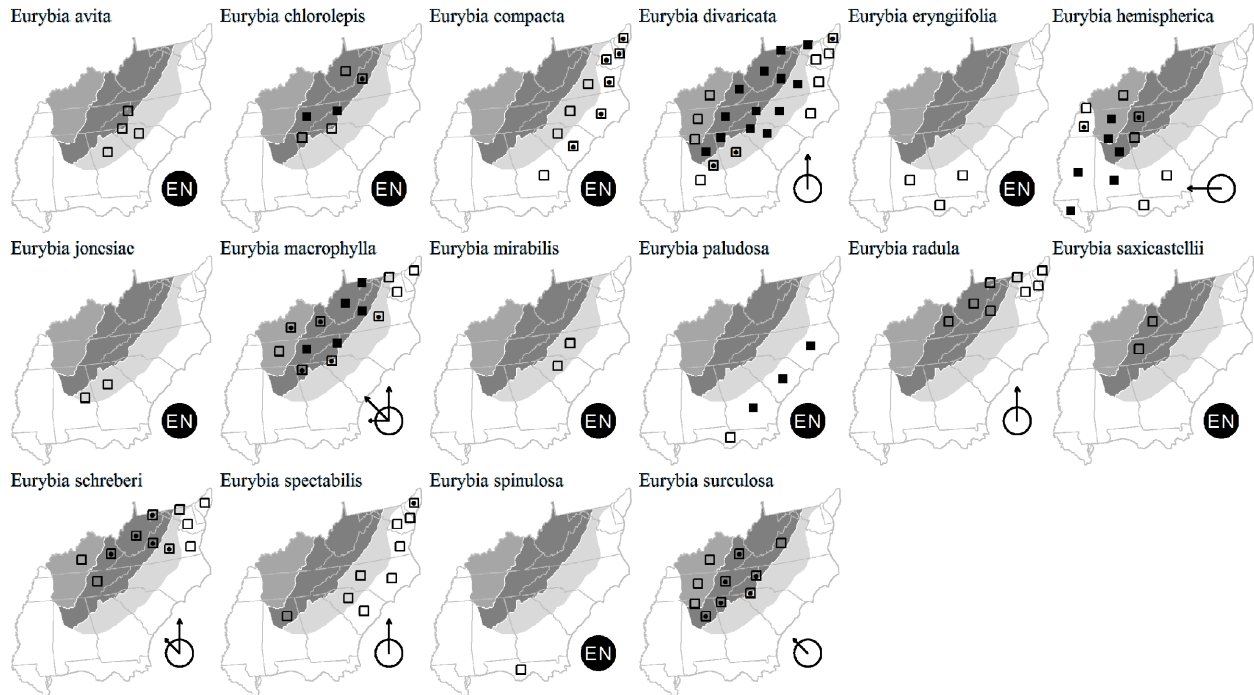 Eurybia avita
Eurybia chlorolepis
Eurybia compacta
Eurybia divaricata
Eurybia eryngiifolia
Eurybia hemispherica
EN
EN
EN
EN
Eurybia jonesiae
Eurybia macrophylla
Eurybia mirabilis
Eurybia paludosa
Eurybia radula
Eurybia saxicastellii
EN
EN
EN
EN
Eurybia schreberi
Eurybia spectabilis
Eurybia spinulosa
Eurybia surculosa
EN